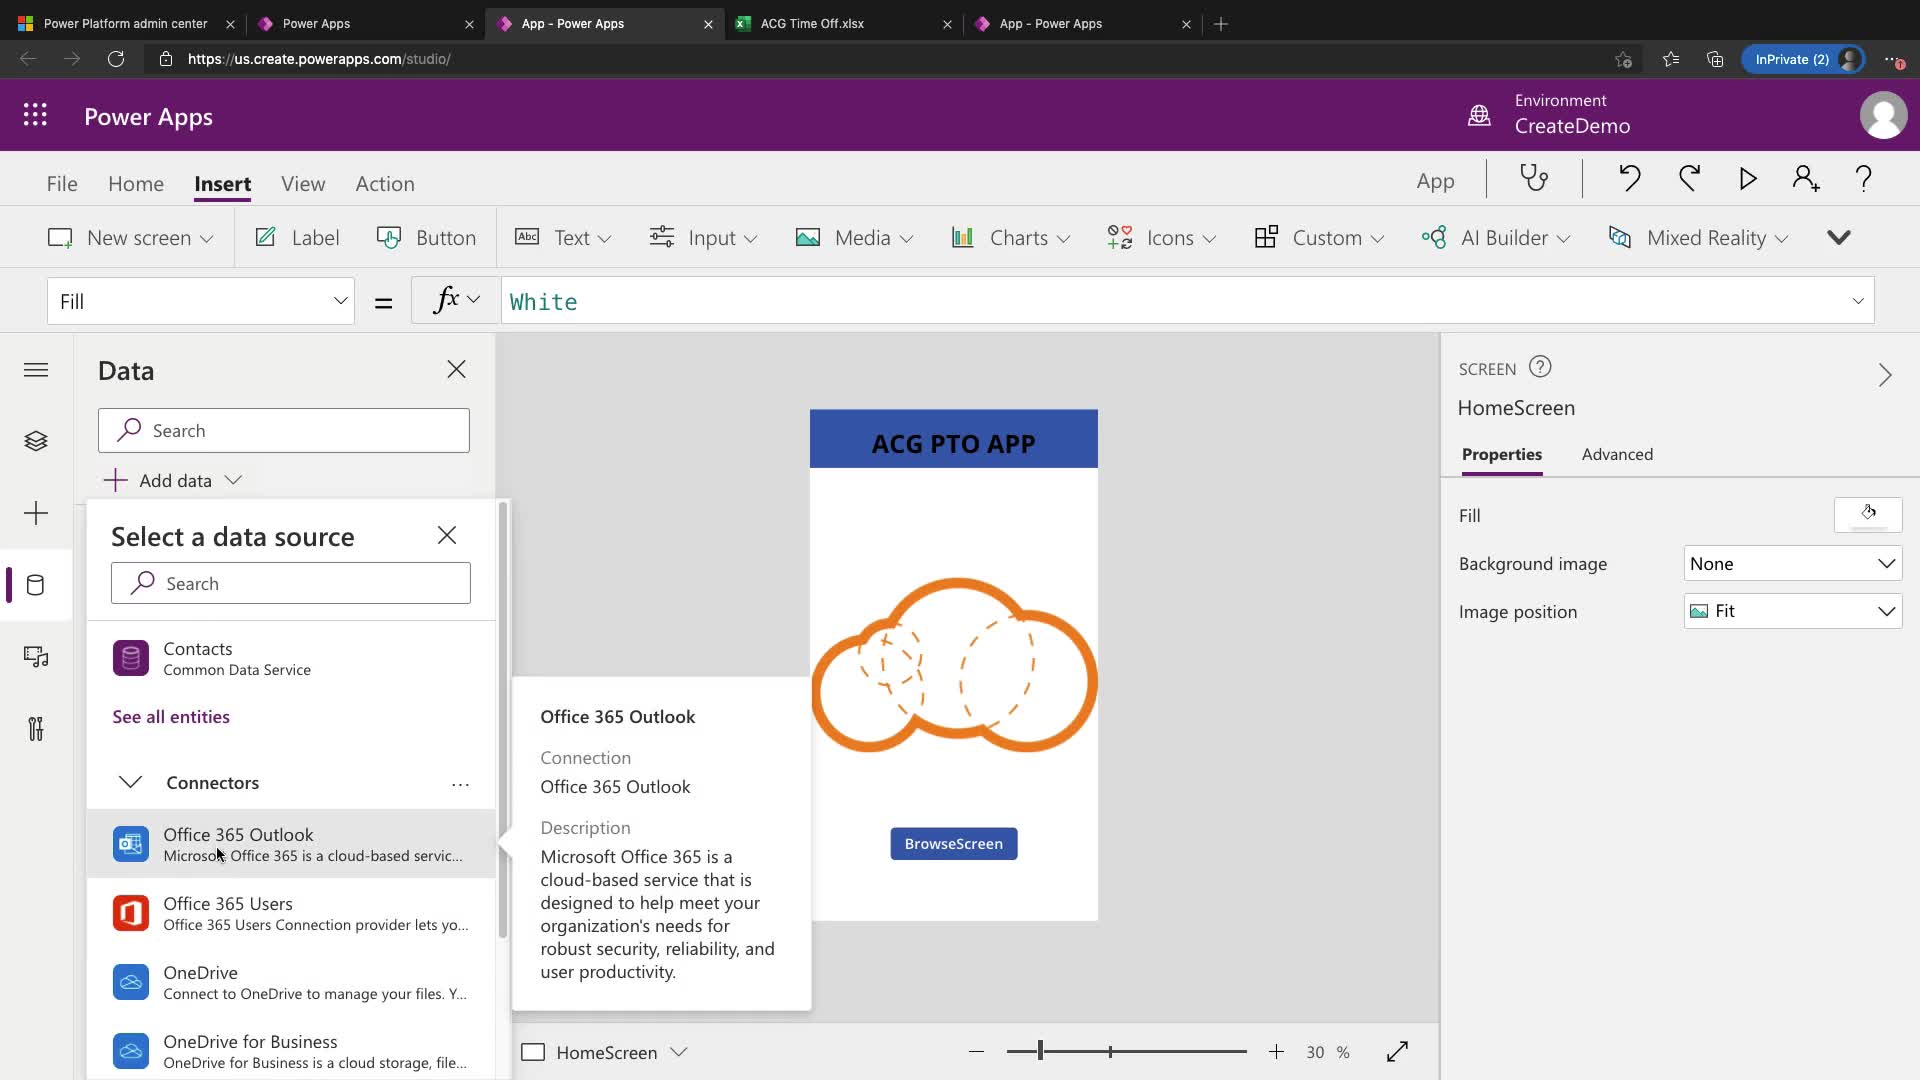 Power Platform admin center
Power Apps
App - Power Apps
ACG Time Off.xlsx
App - Power Apps
https://us.create.powerapps.com/studio/
InPrivate (2)
Power Apps
Environment
CreateDemo
File
Home
Insert
View
Action
App
New screen
Label
Button
Abc
Text
Input
Media
Charts
Icons
Custom
AI Builder
Mixed Reality
Fill
=
fx
White
Data
Search
Add data
Select a data source
Search
Contacts
Common Data Service
See all entities
Connectors
...
Office 365 Outlook
Microsoft Office 365 is a cloud-based servic...
Office 365 Users
Office 365 Users Connection provider lets yo...
OneDrive
Connect to OneDrive to manage your files. Y...
OneDrive for Business
OneDrive for Business is a cloud storage, file...
Office 365 Outlook
Connection
Office 365 Outlook
Description
Microsoft Office 365 is a
cloud-based service that is
designed to help meet your
organization's needs for
robust security, reliability, and
user productivity.
ACG PTO APP
BrowseScreen
HomeScreen
30 %
SCREEN
HomeScreen
Properties
Advanced
Fill
Background image
None
Image position
Fit